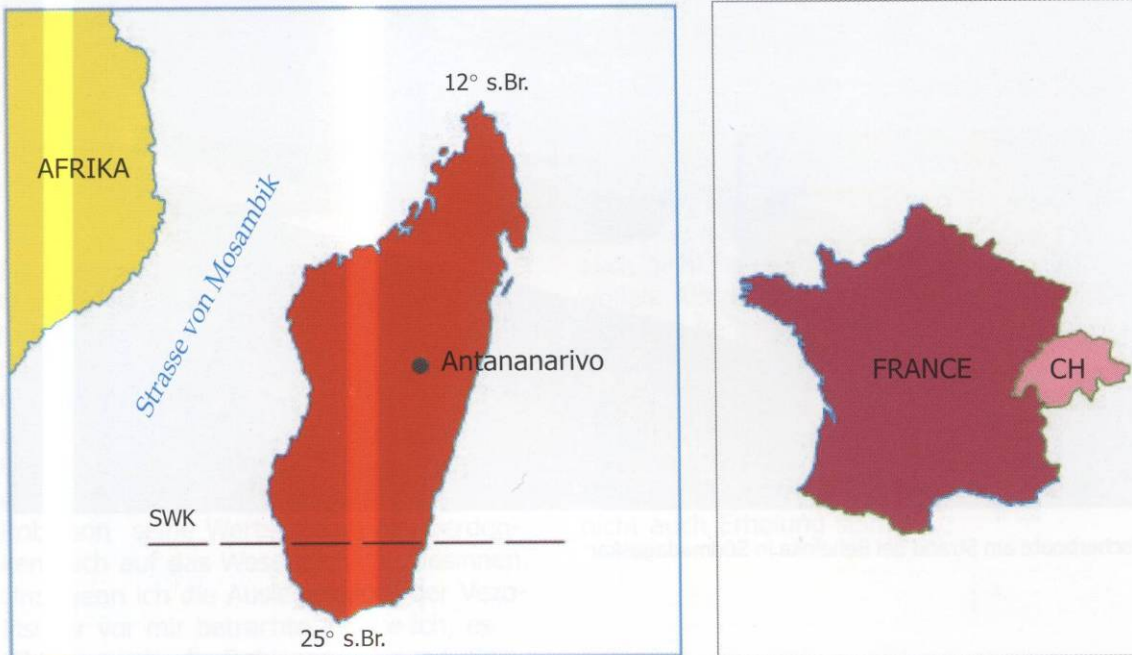 12° s.Br.
AFRIKA
Strasse von Mosambik
Antananarivo
SWK
25° s.Br.
FRANCE
CH